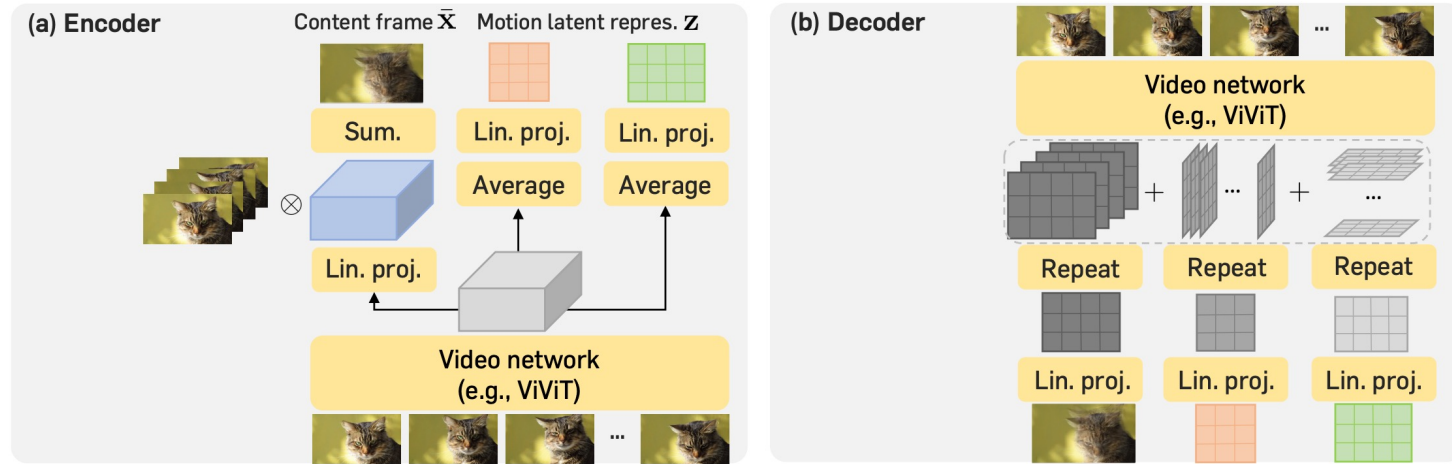 (a) Encoder
Content frame x̄ Motion latent repres. z
Sum. Lin. proj. Lin. proj.
Average Average
⊗
Lin. proj.
Video network
(e.g., ViViT)
...
(b) Decoder
...
Video network
(e.g., ViViT)
+ ... + ...
Repeat Repeat Repeat
Lin. proj. Lin. proj. Lin. proj.